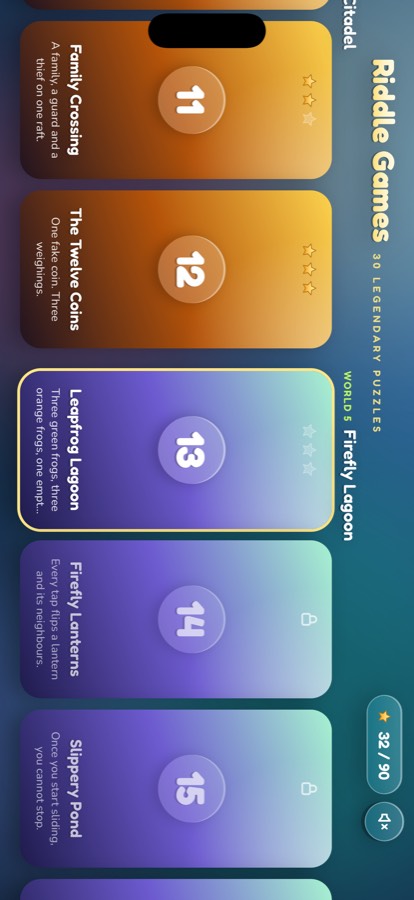 Riddle Games 30 LEGENDARY PUZZLES
32 / 90
Citadel
WORLD 5 Firefly Lagoon
11
Family Crossing
A family, a guard and a
thief on one raft.
12
The Twelve Coins
One fake coin. Three
weighings.
13
Leapfrog Lagoon
Three green frogs, three
orange frogs, one empt...
14
Firefly Lanterns
Every tap flips a lantern
and its neighbours.
15
Slippery Pond
Once you start sliding,
you cannot stop.